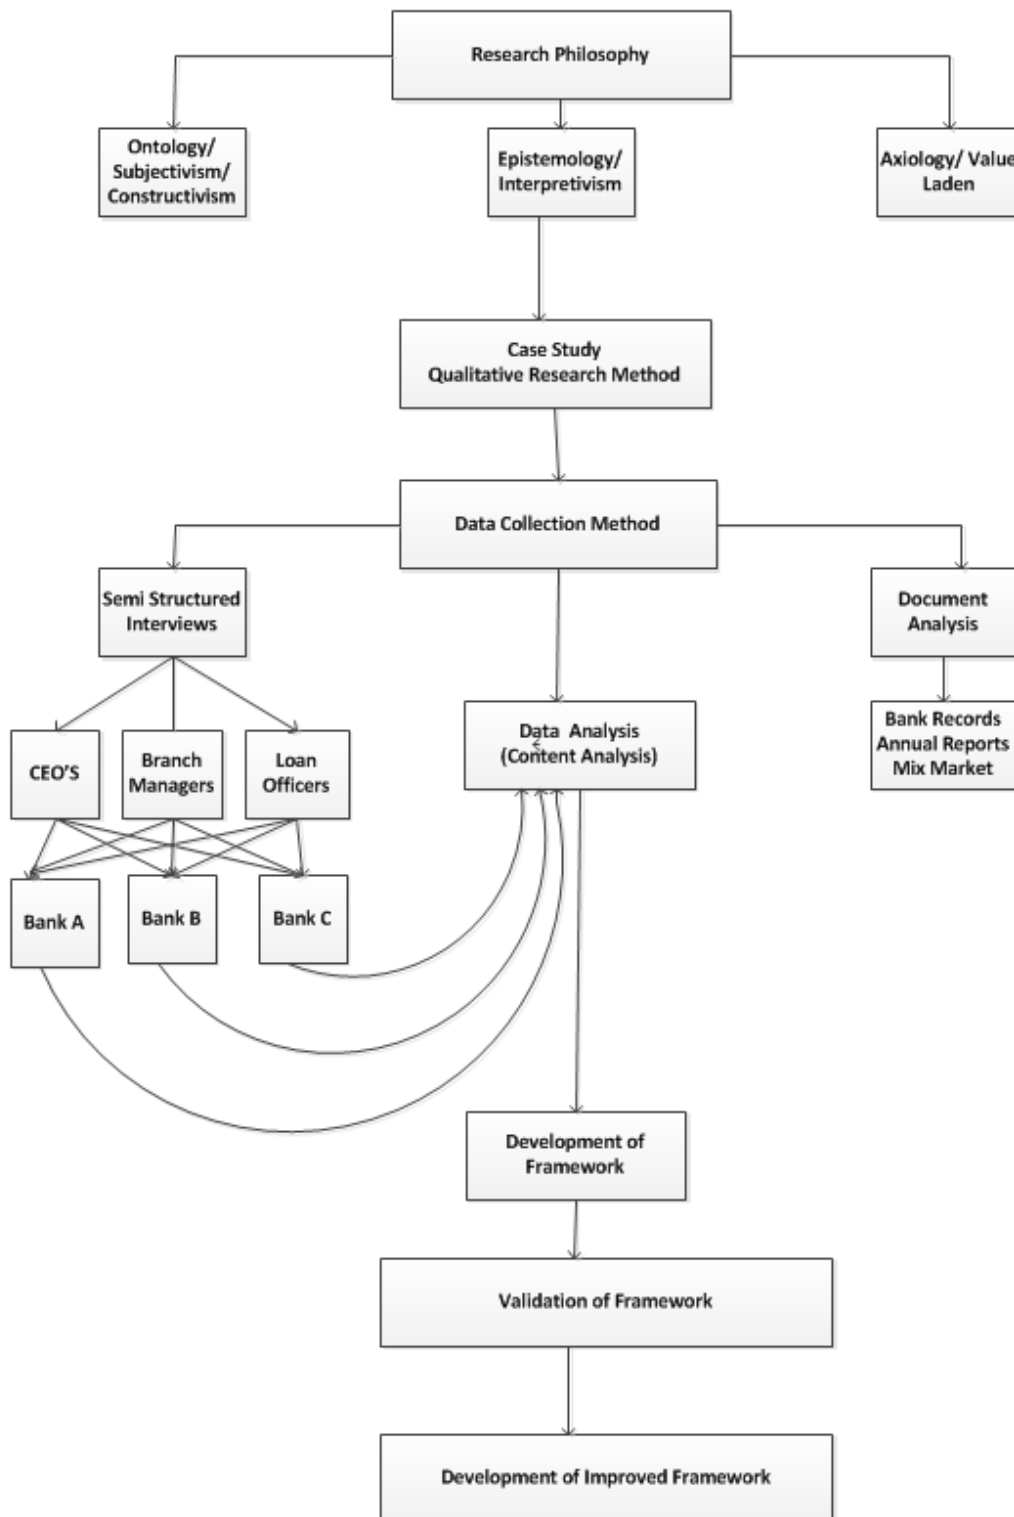 Research Philosophy
Ontology/
Subjectivism/
Constructivism
Epistemology/
Interpretivism
Axiology/ Value
Laden
Case Study
Qualitative Research Method
Data Collection Method
Semi Structured
Interviews
Document
Analysis
CEO'S
Branch
Managers
Loan
Officers
Data Analysis
(Content Analysis)
Bank Records
Annual Reports
Mix Market
Bank A
Bank B
Bank C
Development of
Framework
Validation of Framework
Development of Improved Framework